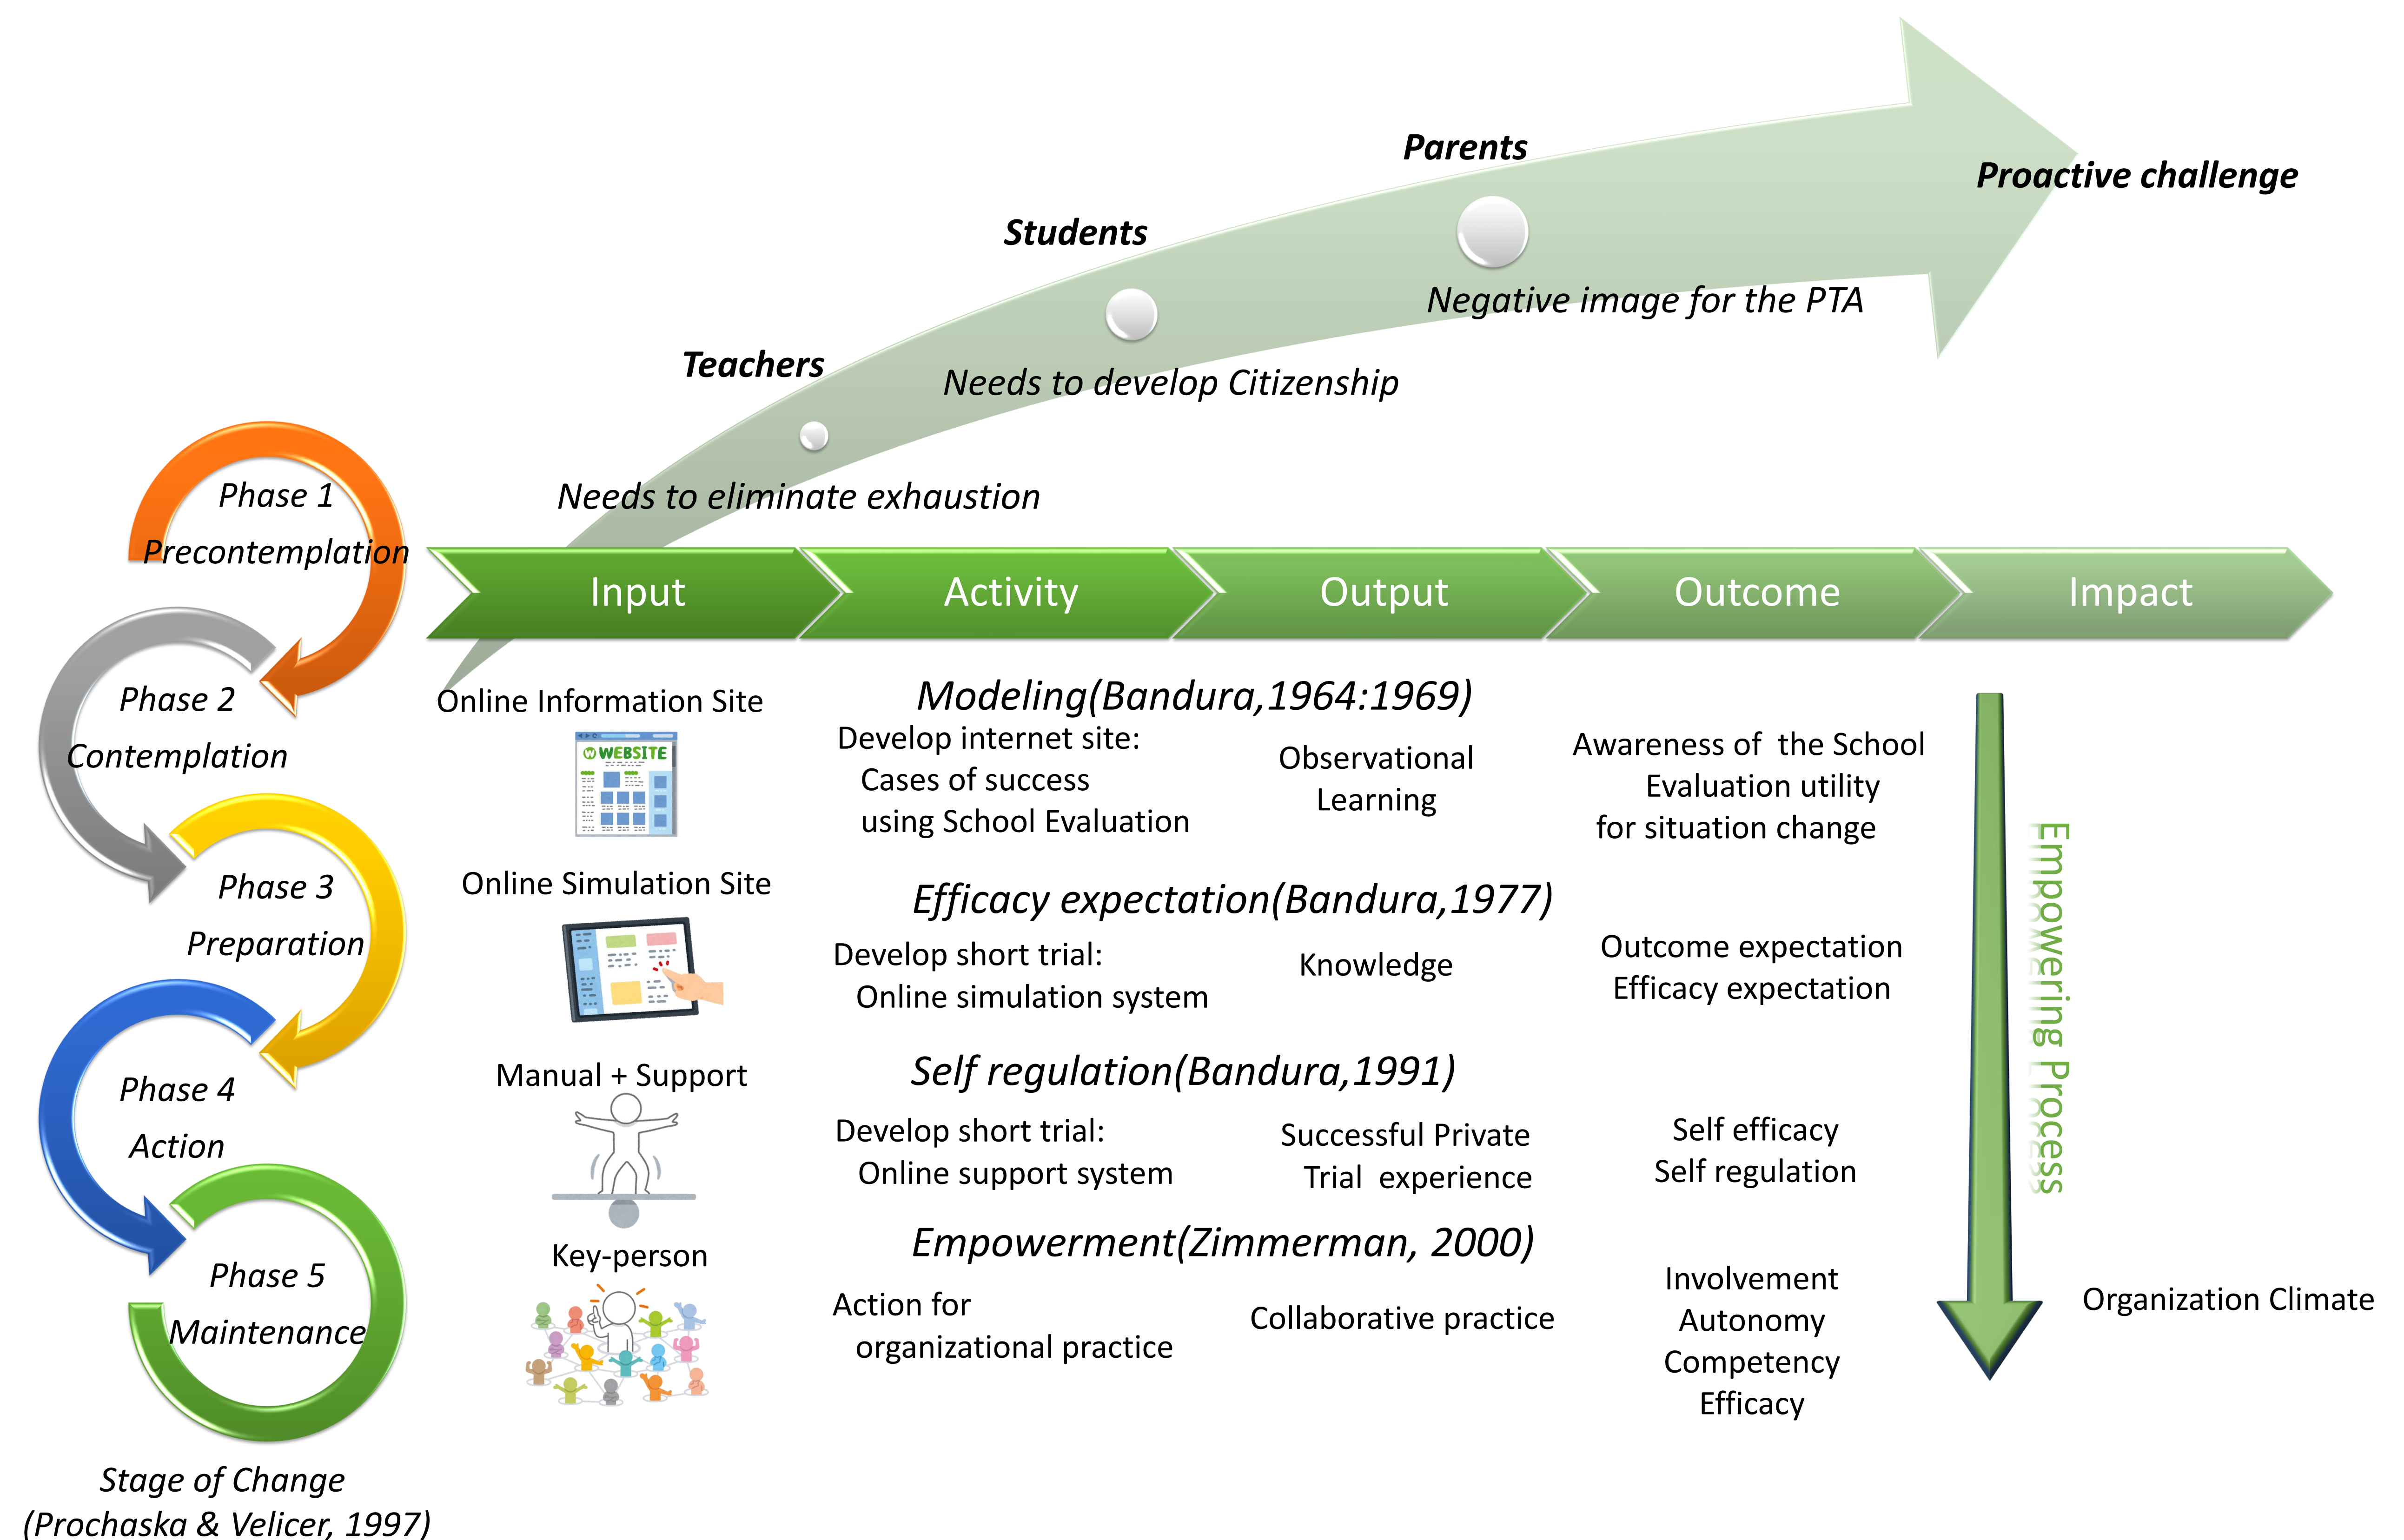 Parents
Proactive challenge
Students
Negative image for the PTA
Teachers
Needs to develop Citizenship
Needs to eliminate exhaustion
Phase 1
Precontemplation
Phase 2
Contemplation
Phase 3
Preparation
Phase 4
Action
Phase 5
Maintenance
Stage of Change
(Prochaska & Velicer, 1997)
Input
Activity
Output
Outcome
Impact
Online Information Site
WEBSITE
Modeling(Bandura,1964:1969)
Develop internet site:
Cases of success
using School Evaluation
Observational
Learning
Awareness of  the School
Evaluation utility
for situation change
Online Simulation Site
Efficacy expectation(Bandura,1977)
Develop short trial:
Online simulation system
Knowledge
Outcome expectation
Efficacy expectation
Manual + Support
Self regulation(Bandura,1991)
Develop short trial:
Online support system
Successful Private
Trial  experience
Self efficacy
Self regulation
Key-person
Empowerment(Zimmerman, 2000)
Action for
organizational practice
Collaborative practice
Involvement
Autonomy
Competency
Efficacy
Empowering Process
Organization Climate